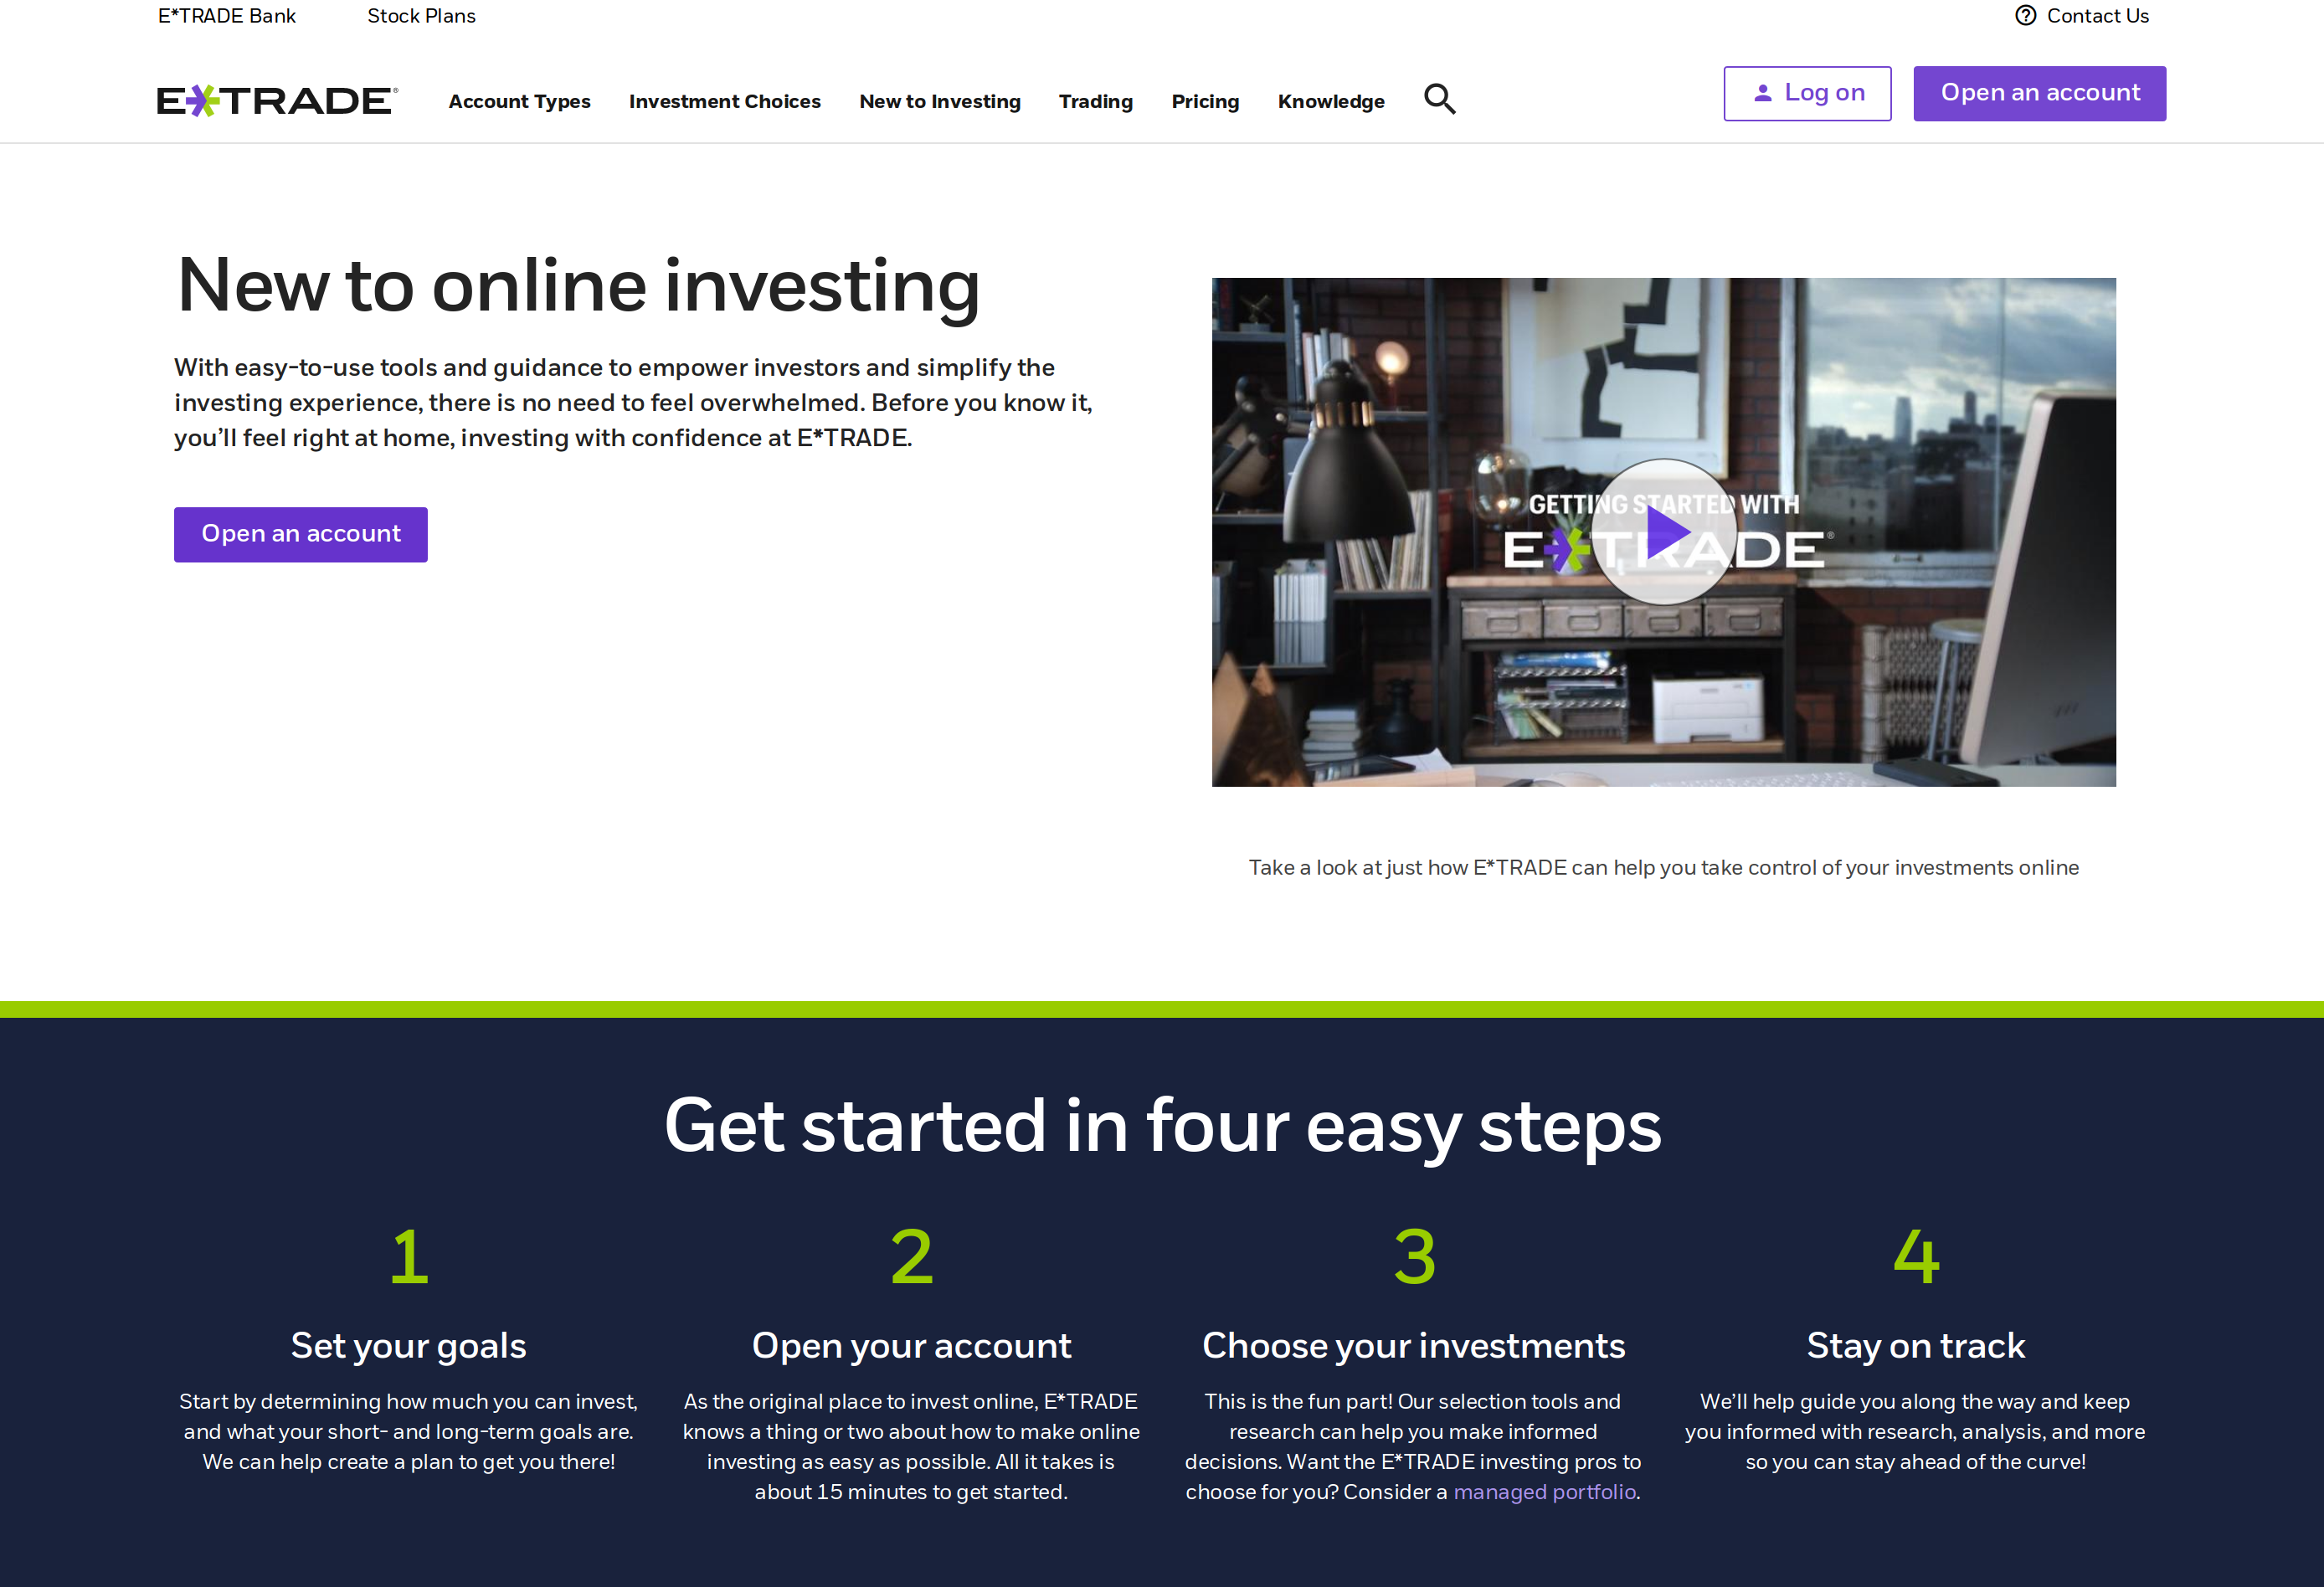 E*TRADE Bank
Stock Plans
Contact Us
E*TRADE®
Account Types
Investment Choices
New to Investing
Trading
Pricing
Knowledge
Log on
Open an account
New to online investing
With easy-to-use tools and guidance to empower investors and simplify the
investing experience, there is no need to feel overwhelmed. Before you know it,
you’ll feel right at home, investing with confidence at E*TRADE.
Open an account
GETTING STARTED WITH
E*TRADE®
Take a look at just how E*TRADE can help you take control of your investments online
Get started in four easy steps
1
Set your goals
Start by determining how much you can invest,
and what your short- and long-term goals are.
We can help create a plan to get you there!
2
Open your account
As the original place to invest online, E*TRADE
knows a thing or two about how to make online
investing as easy as possible. All it takes is
about 15 minutes to get started.
3
Choose your investments
This is the fun part! Our selection tools and
research can help you make informed
decisions. Want the E*TRADE investing pros to
choose for you? Consider a managed portfolio.
4
Stay on track
We’ll help guide you along the way and keep
you informed with research, analysis, and more
so you can stay ahead of the curve!